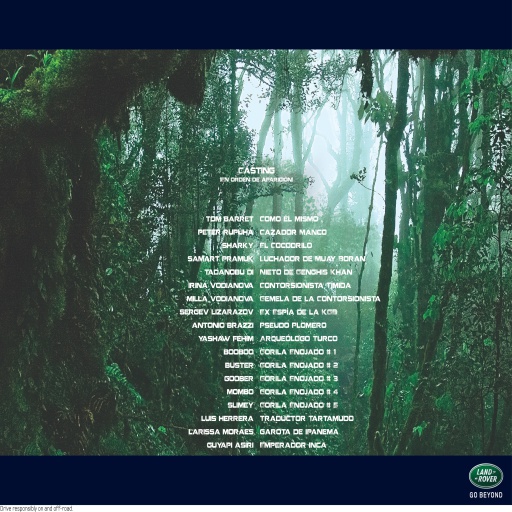 CASTING
(EN ORDEN DE APARICION)
TOM BARRET COMO EL MISMO
PETER RUPUHA CAZADOR MANCO
SHARKY EL COCODRILO
SAMART PRAMUK LUCHADOR DE MUAY BORAN
TADANOBU DI NIETO DE GENGHIS KHAN
IRINA VODIANOVA CONTORSIONISTA TIMIDA
MILLA VODIANOVA GEMELA DE LA CONTORSIONISTA
SERGEV LIZARAZOV EX ESPÍA DE LA KGB
ANTONIO BRAZZI PSEUDO PLOMERO
YASHAW FEHIM ARQUEÓLOGO TURCO
BOOBOO GORILA ENOJADO # 1
BUSTER GORILA ENOJADO # 2
GOOBER GORILA ENOJADO # 3
MOMBO GORILA ENOJADO # 4
SLIMEY GORILA ENOJADO # 5
LUIS HERRERA TRADUCTOR TARTAMUDO
LARISSA MORAES GAROTA DE IPANEMA
GUYAPI ASIRI EMPERADOR INCA
LAND-
-ROVER
GO BEYOND
Drive responsibly on and off-road.